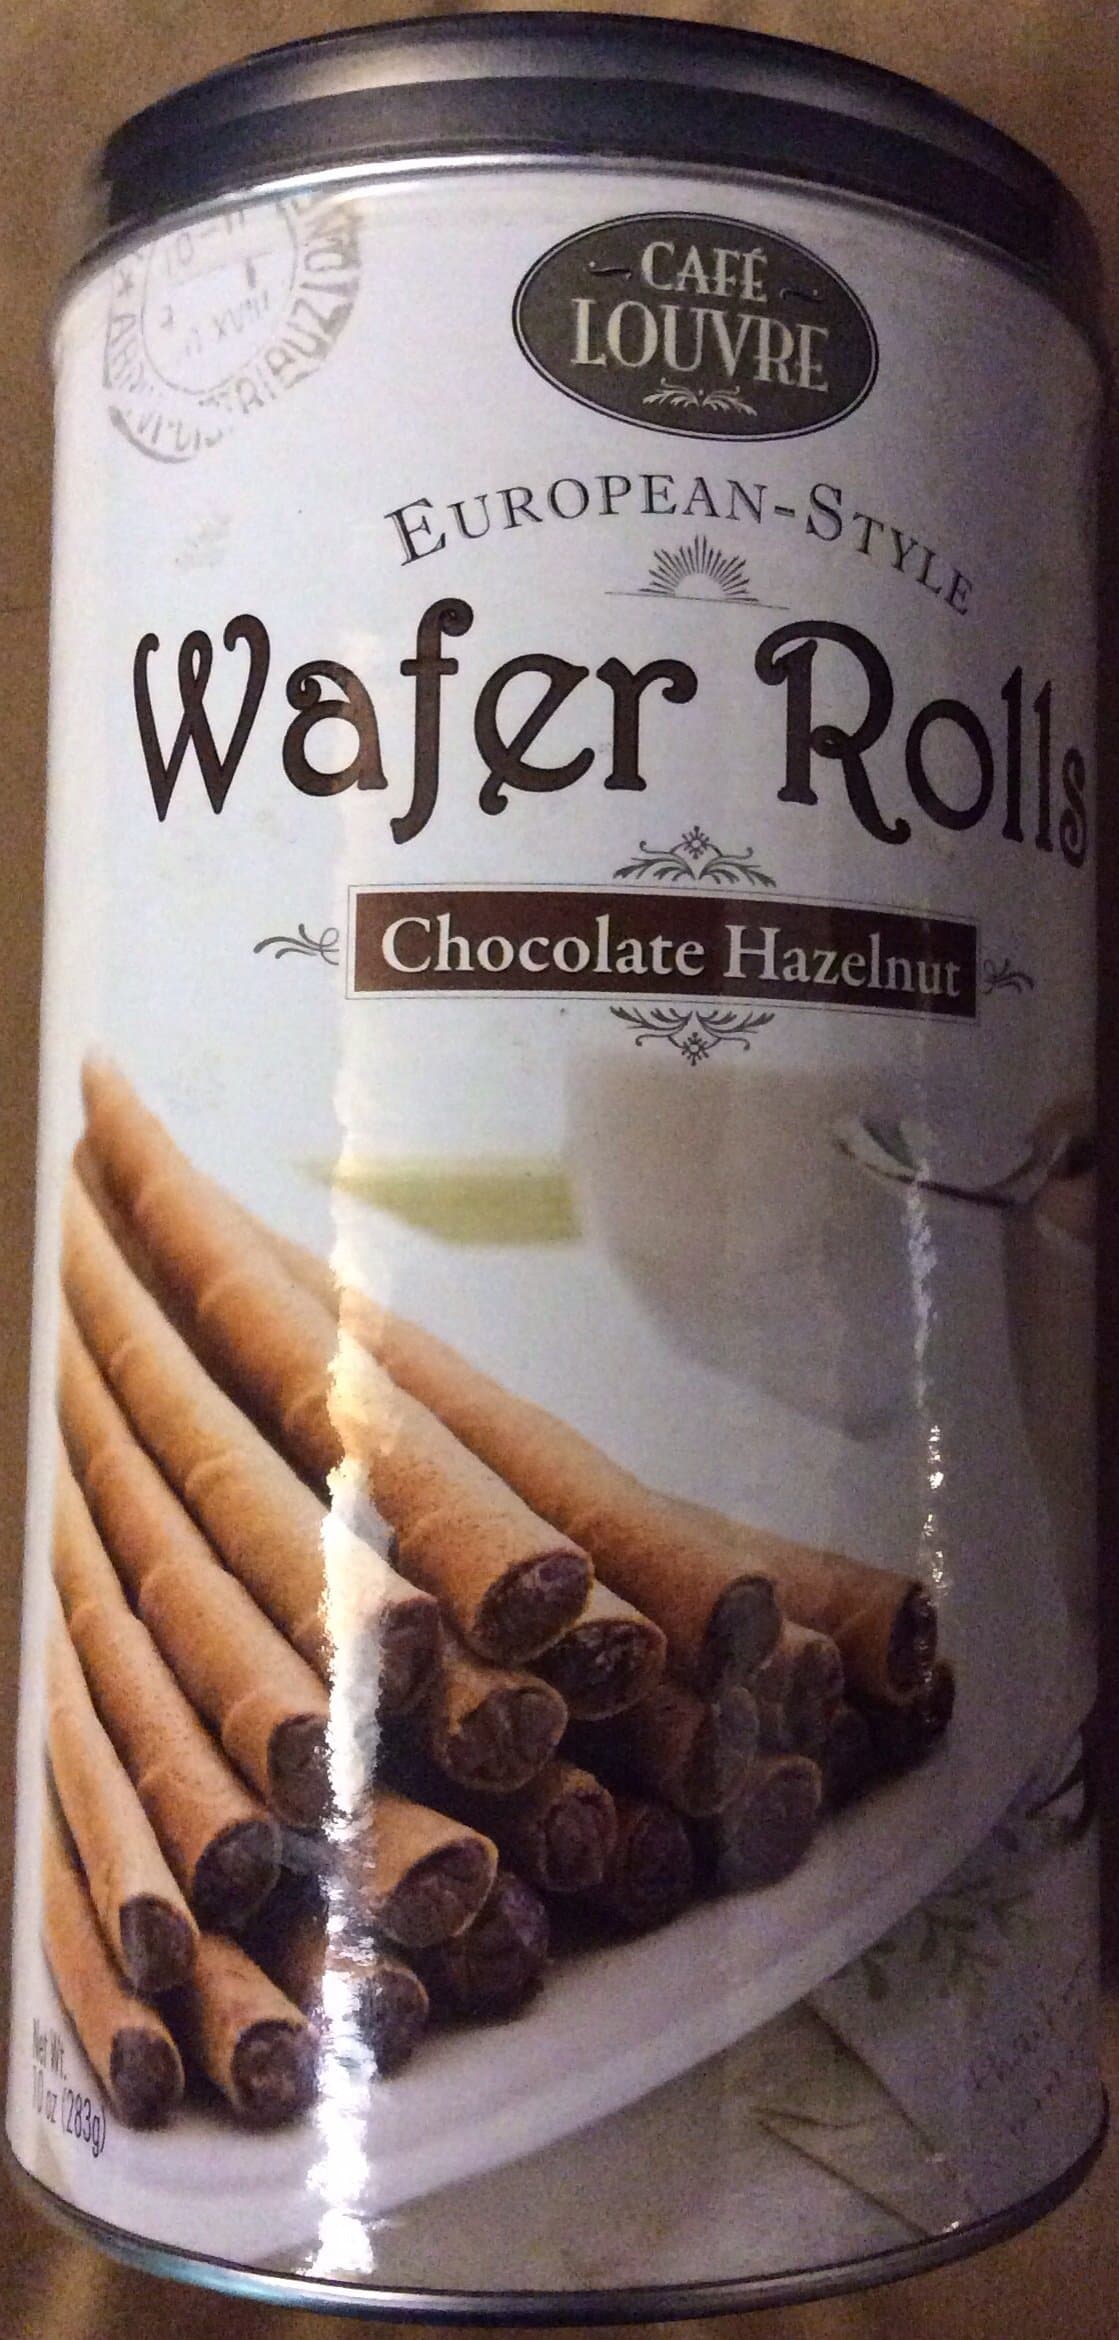 CAFÉ
LOUVRE
EUROPEAN-STYLE
Wafer Rolls
Chocolate Hazelnut
Net Wt.
10 oz (283g)